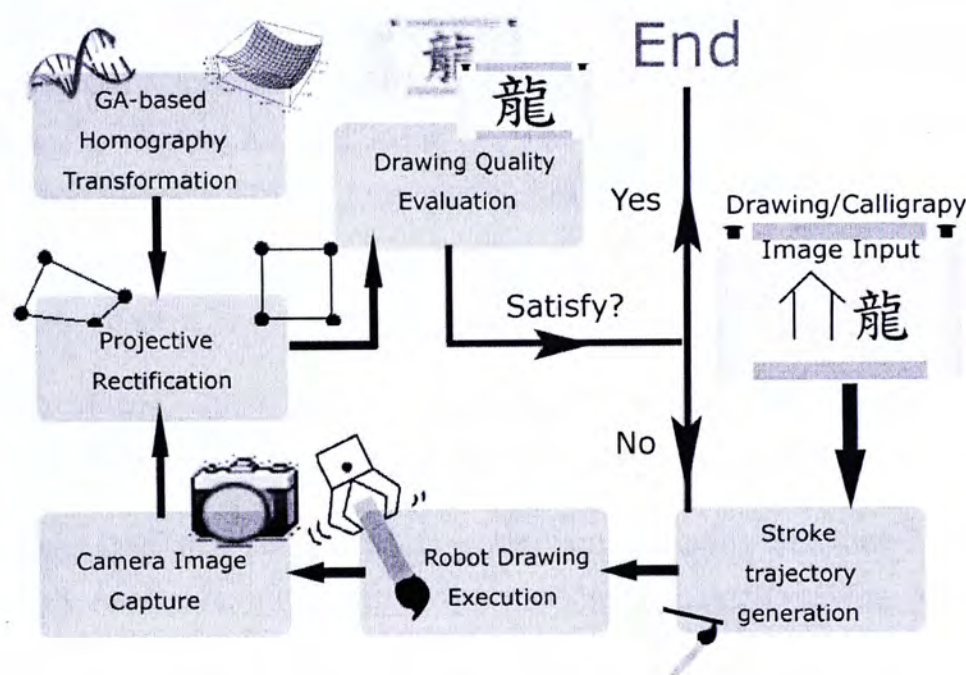 End
GA-based
Homography
Transformation
龍
龍
Drawing Quality
Evaluation
Yes
Drawing/Calligrapy
Image Input
龍
Satisfy?
Projective
Rectification
No
Camera Image
Capture
Robot Drawing
Execution
Stroke
trajectory
generation